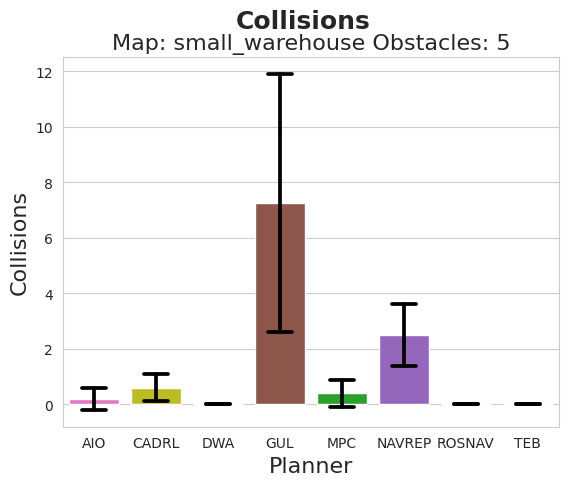 Collisions
Map: small_warehouse Obstacles: 5
12
10
8
6
4
2
0
Collisions
AIO CADRL DWA GUL MPC NAVREP ROSNAV TEB
Planner